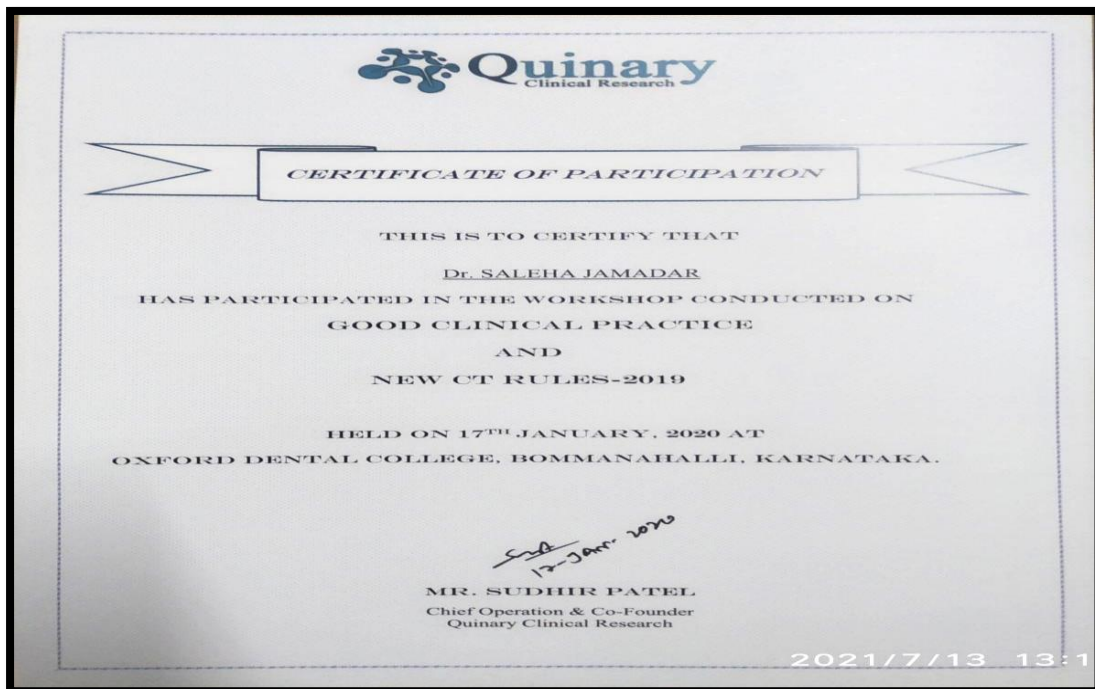 Quinary
Clinical Research
CERTIFICATE OF PARTICIPATION
THIS IS TO CERTIFY THAT
Dr. SALEHA JAMADAR
HAS PARTICIPATED IN THE WORKSHOP CONDUCTED ON
GOOD CLINICAL PRACTICE
AND
NEW CT RULES-2019
HELD ON 17TH JANUARY, 2020 AT
OXFORD DENTAL COLLEGE, BOMMANAHALLI, KARNATAKA.
17-Jan-2020
MR. SUDHIR PATEL
Chief Operation & Co-Founder
Quinary Clinical Research
2021/7/13 13:1